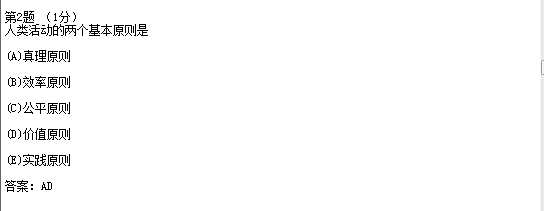 第2题 （1分）
人类活动的两个基本原则是
(A)真理原则
(B)效率原则
(C)公平原则
(D)价值原则
(E)实践原则
答案: AD